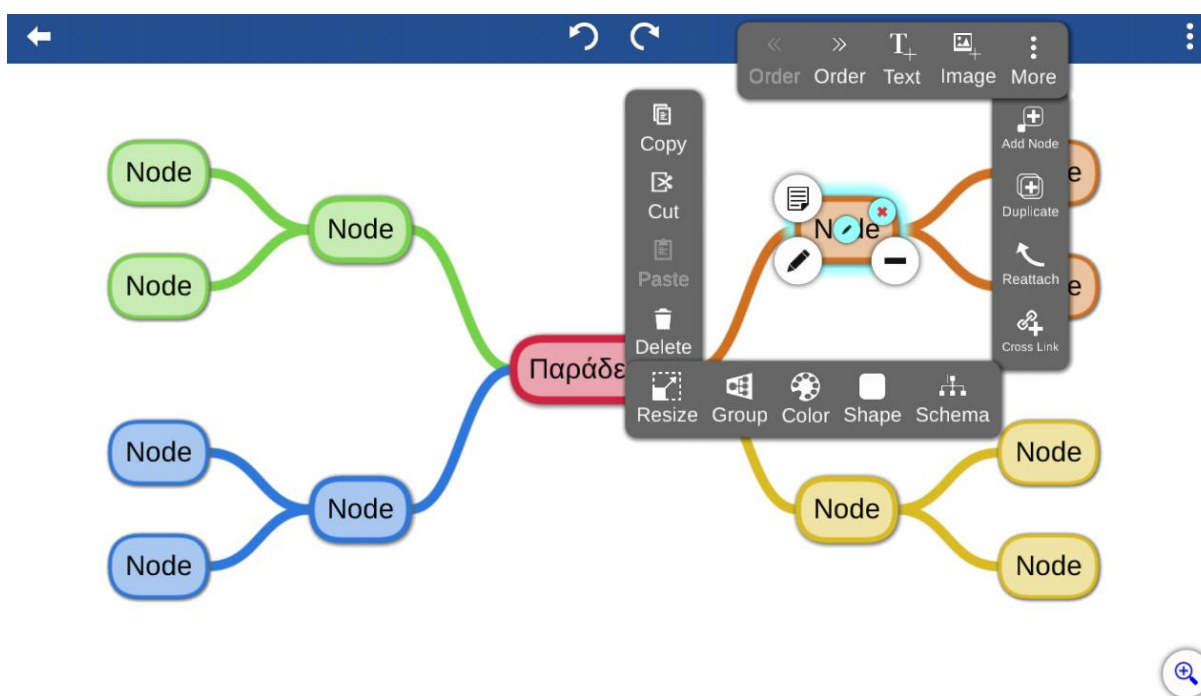 Order Order Text Image More
Copy
Cut
Paste
Delete
Add Node
Duplicate
Reattach
Cross Link
Resize Group Color Shape Schema
Node
Node
Node
Παράδε
Node
Node
Node
Node
Node
Node